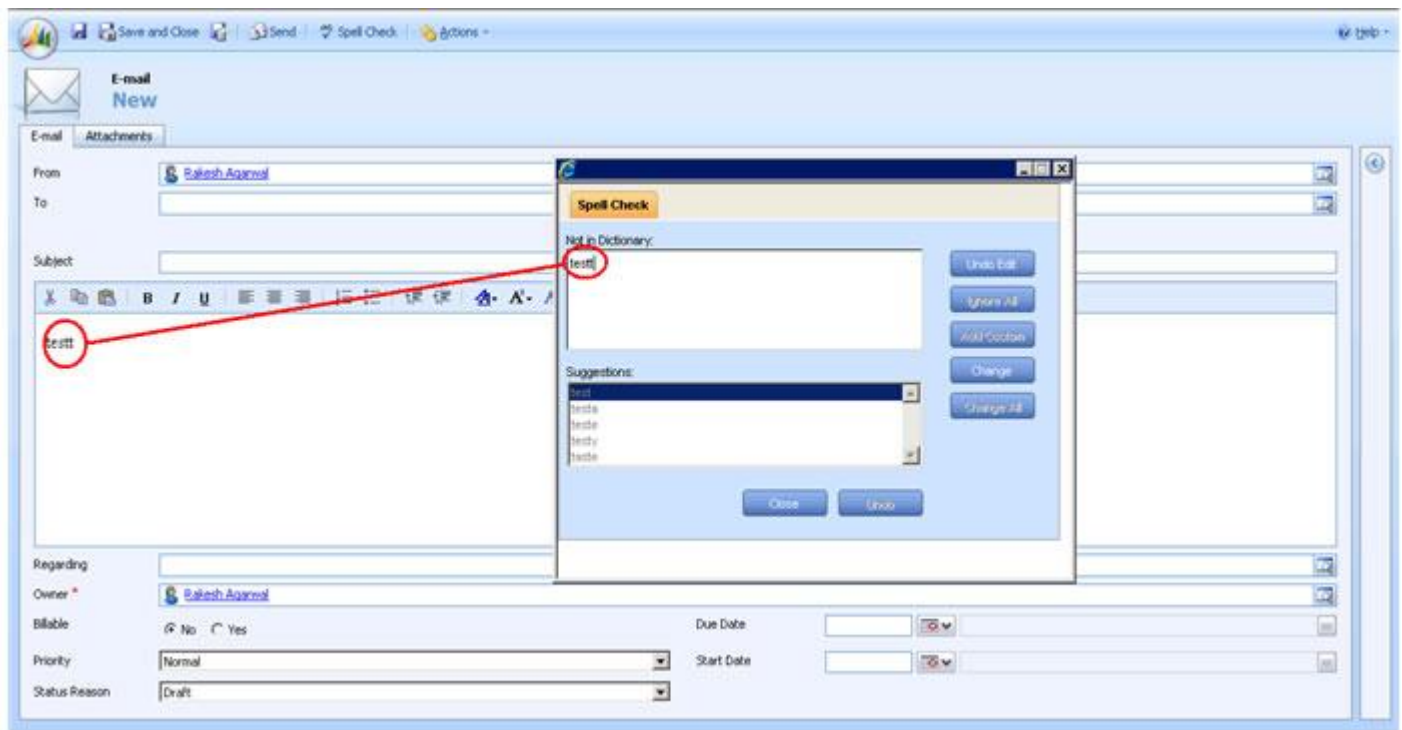 Save and Close Send Spell Check Actions Help
E-mail
New
E-mail Attachments
From Rakesh Agarwal
To
Spell Check
Not in Dictionary:
testt
Undo Edit
Ignore All
Add Custom
Change
Change All
Subject
B I U
testt
Suggestions:
test
testa
teste
testy
Close Undo
Regarding
Owner * Rakesh Agarwal
Billable No Yes Due Date
Priority Normal Start Date
Status Reason Draft